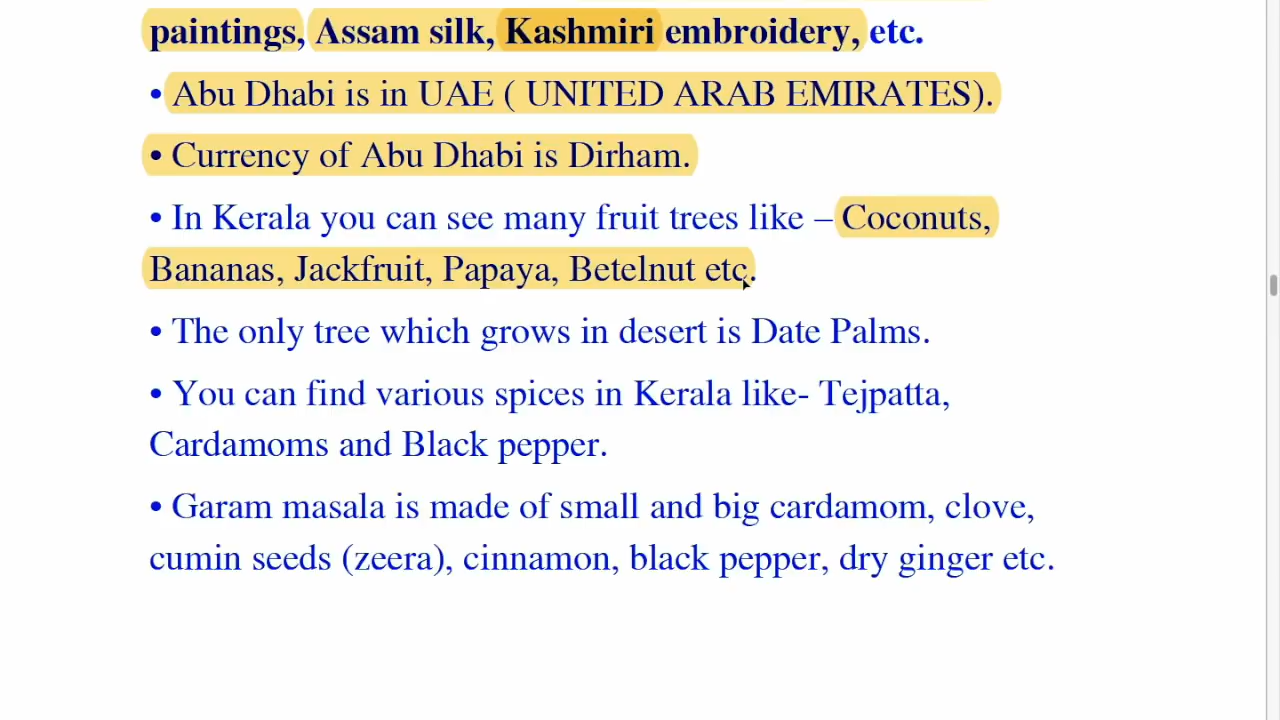 paintings, Assam silk, Kashmiri embroidery, etc.
• Abu Dhabi is in UAE ( UNITED ARAB EMIRATES).
• Currency of Abu Dhabi is Dirham.
• In Kerala you can see many fruit trees like – Coconuts,
Bananas, Jackfruit, Papaya, Betelnut etc.
• The only tree which grows in desert is Date Palms.
• You can find various spices in Kerala like- Tejpatta,
Cardamoms and Black pepper.
• Garam masala is made of small and big cardamom, clove,
cumin seeds (zeera), cinnamon, black pepper, dry ginger etc.